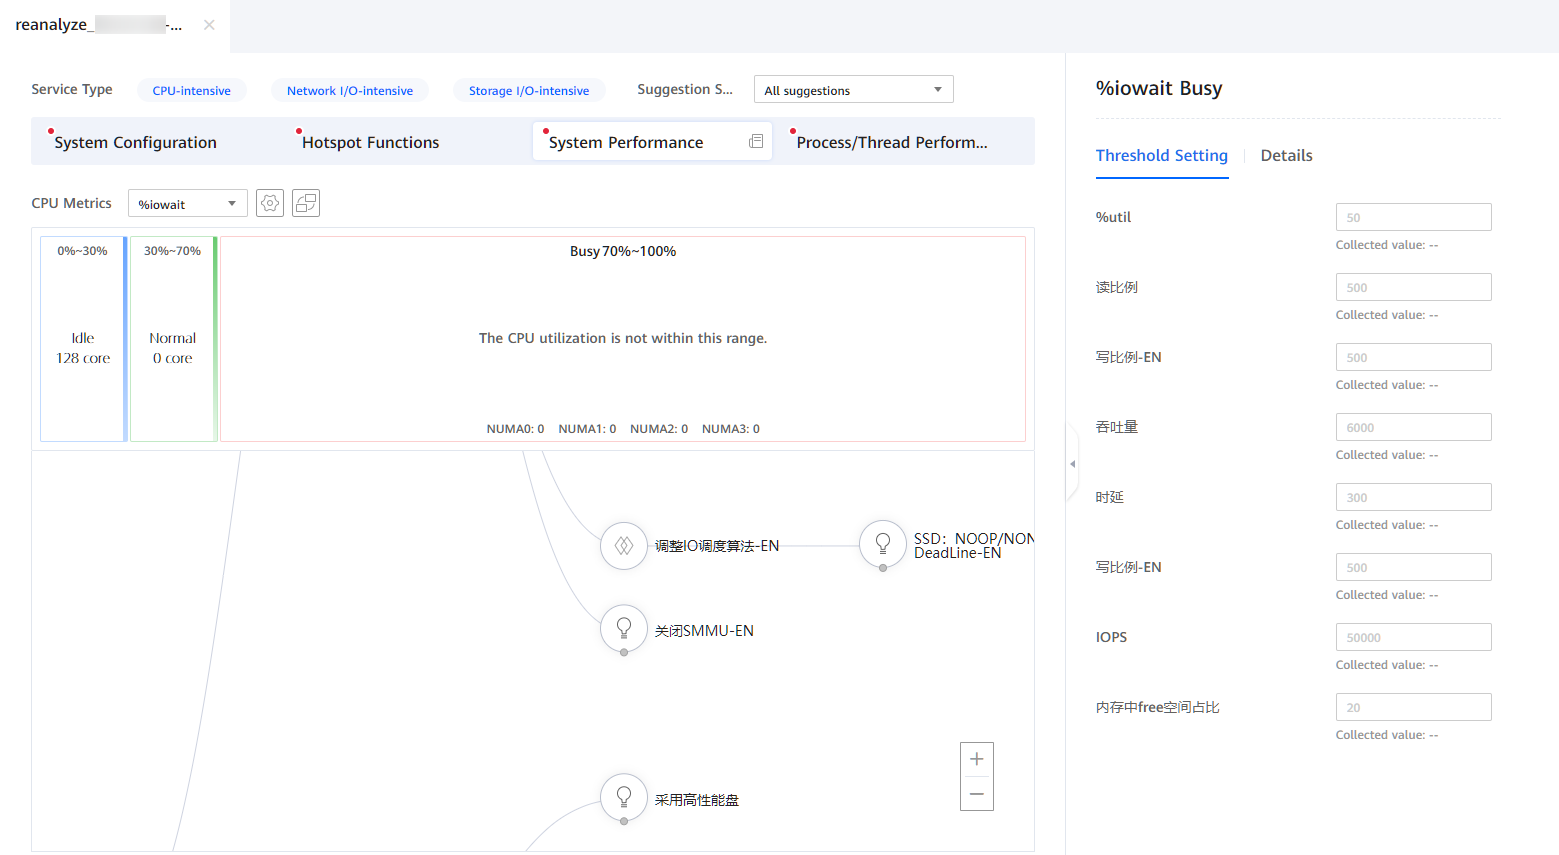 reanalyze_ -...
Service Type
CPU-intensive
Network I/O-intensive
Storage I/O-intensive
Suggestion S...
All suggestions
System Configuration
Hotspot Functions
System Performance
Process/Thread Perform...
CPU Metrics
%iowait
0%~30%
Idle
128 core
30%~70%
Normal
0 core
Busy 70%~100%
The CPU utilization is not within this range.
NUMA0: 0 NUMA1: 0 NUMA2: 0 NUMA3: 0
调整IO调度算法-EN
SSD：NOOP/NON
DeadLine-EN
关闭SMMU-EN
采用高性能盘
%iowait Busy
Threshold Setting
Details
%util
50
Collected value: --
读比例
500
Collected value: --
写比例-EN
500
Collected value: --
吞吐量
6000
Collected value: --
时延
300
Collected value: --
写比例-EN
500
Collected value: --
IOPS
50000
Collected value: --
内存中free空间占比
20
Collected value: --